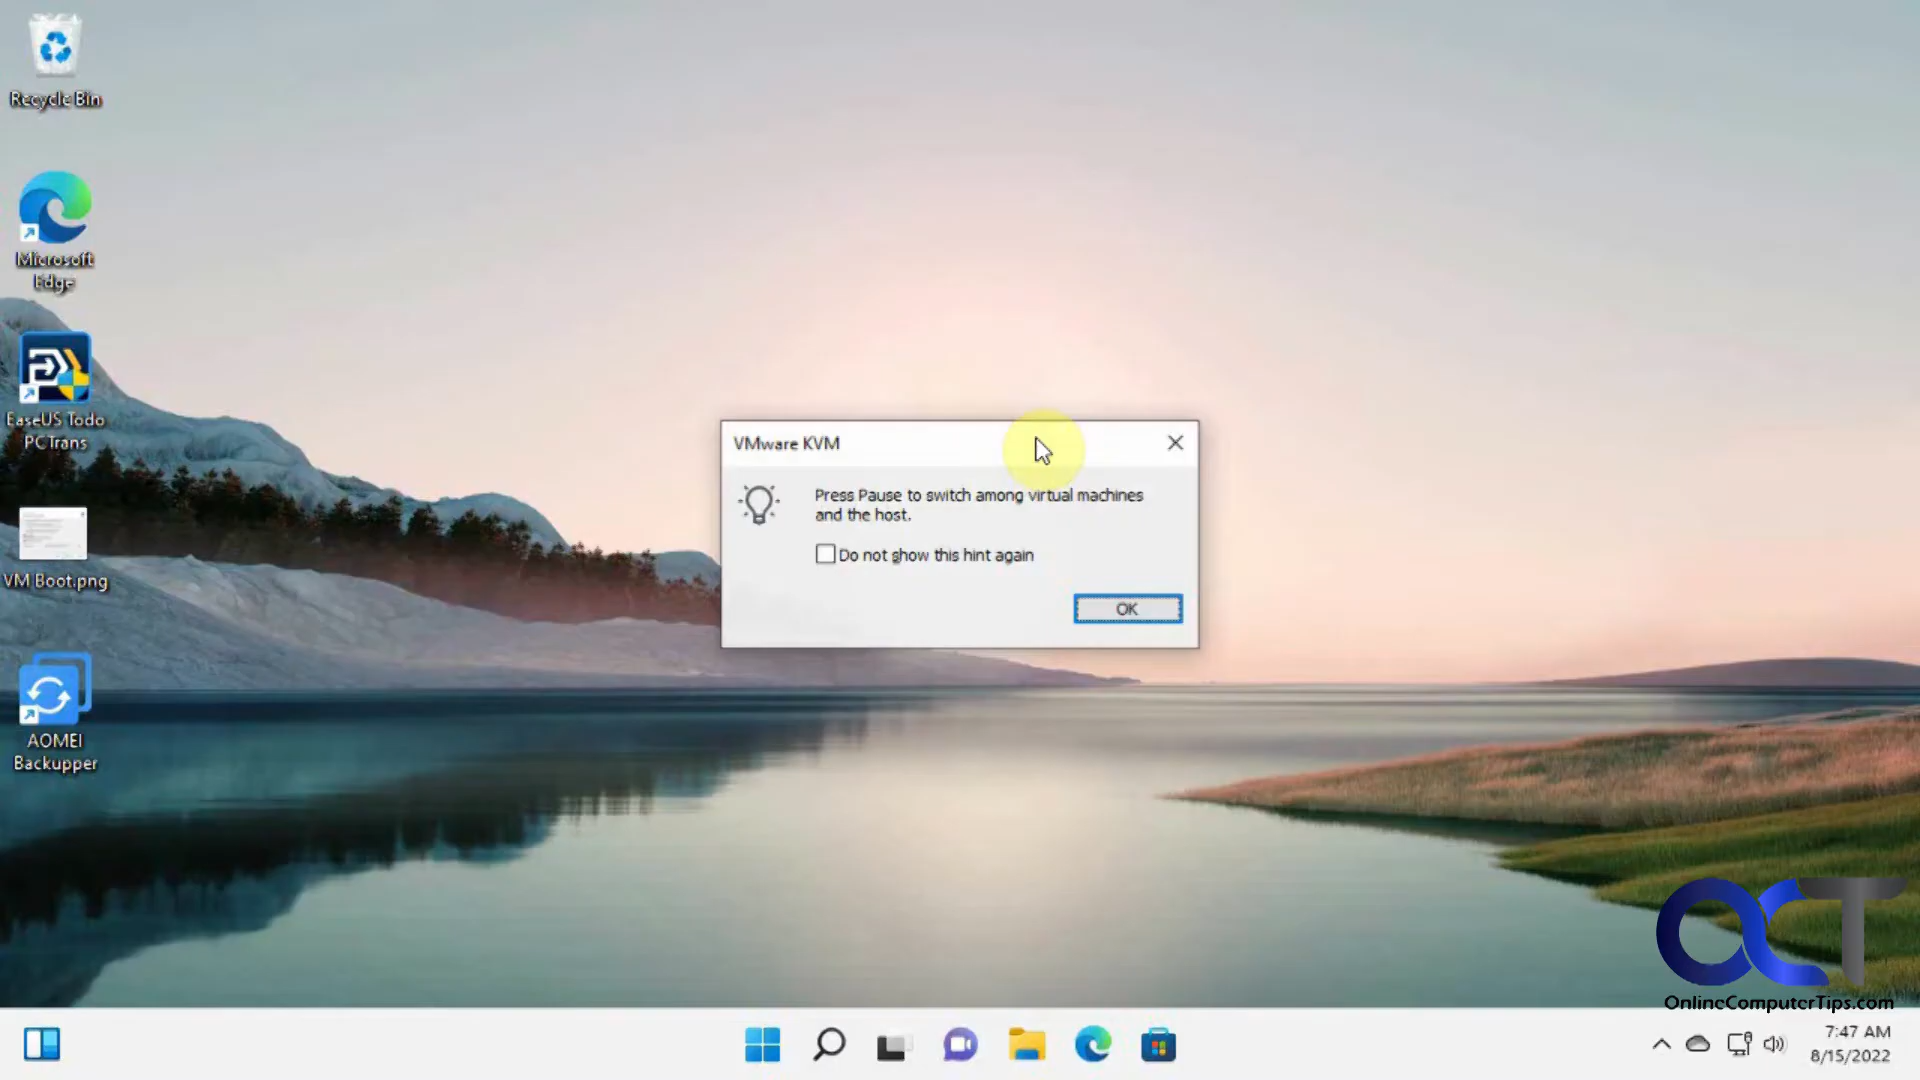 Recycle Bin
Microsoft
Edge
EaseUS Todo
PCTrans
VM Boot.png
AOMEI
Backupper
VMware KVM
Press Pause to switch among virtual machines
and the host.
Do not show this hint again
OK
OCT
OnlineComputerTips.com
7:47 AM
8/15/2022